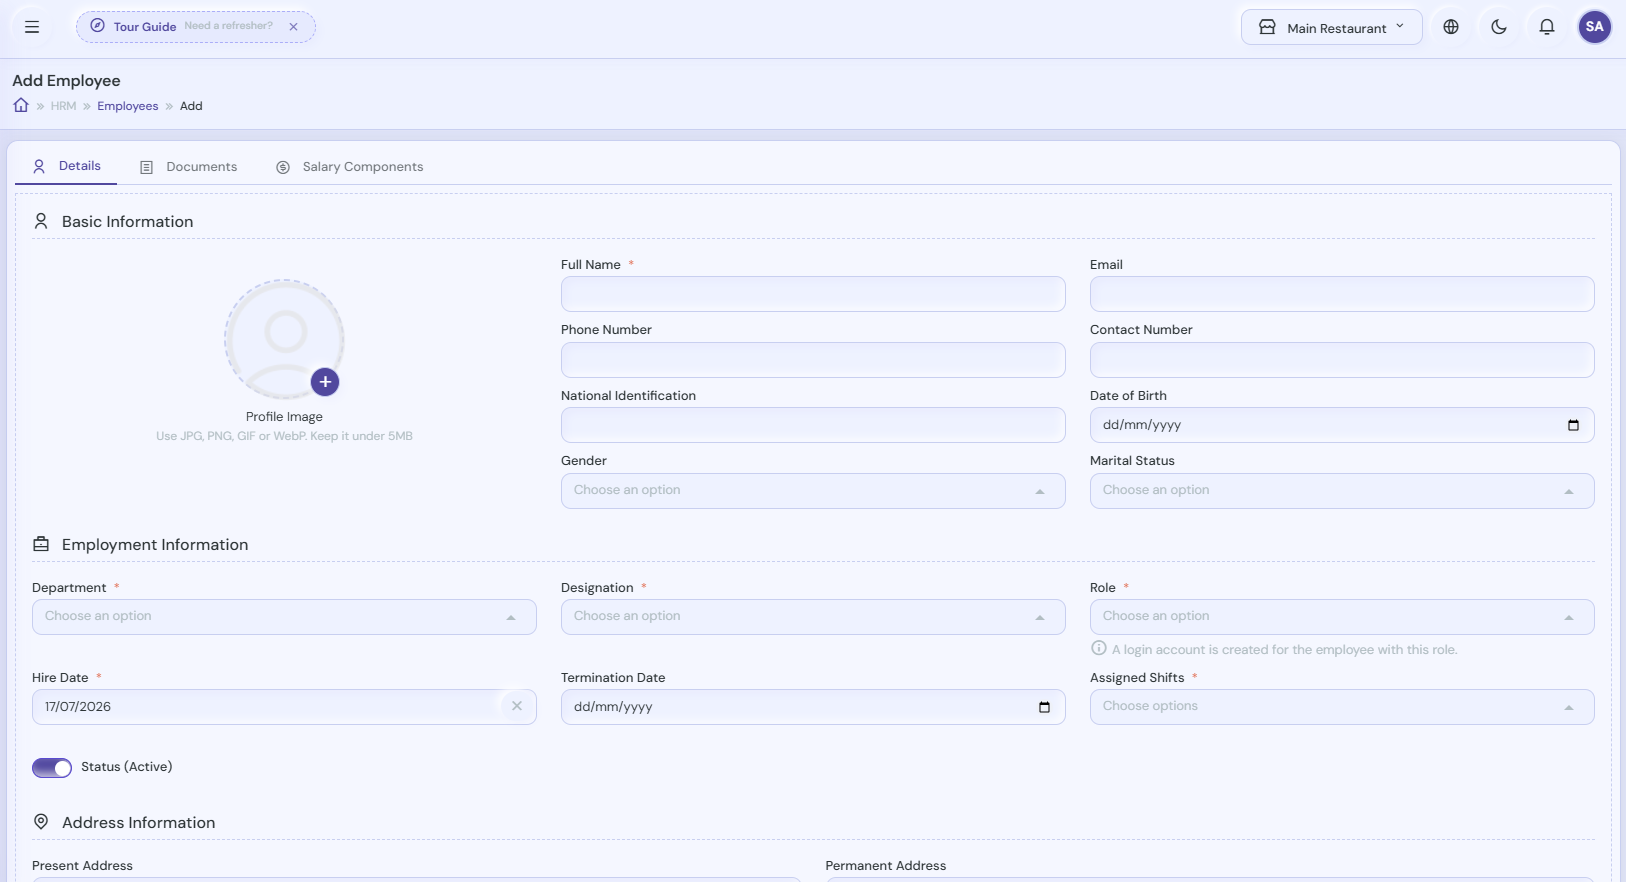 Tour Guide Need a refresher?
Main Restaurant
SA
Add Employee
» HRM » Employees » Add
Details Documents Salary Components
Basic Information
Full Name * Email
Phone Number Contact Number
Profile Image
Use JPG, PNG, GIF or WebP. Keep it under 5MB
National Identification Date of Birth
dd/mm/yyyy
Gender Marital Status
Choose an option Choose an option
Employment Information
Department * Designation * Role *
Choose an option Choose an option Choose an option
A login account is created for the employee with this role.
Hire Date * Termination Date Assigned Shifts *
17/07/2026 dd/mm/yyyy Choose options
Status (Active)
Address Information
Present Address Permanent Address